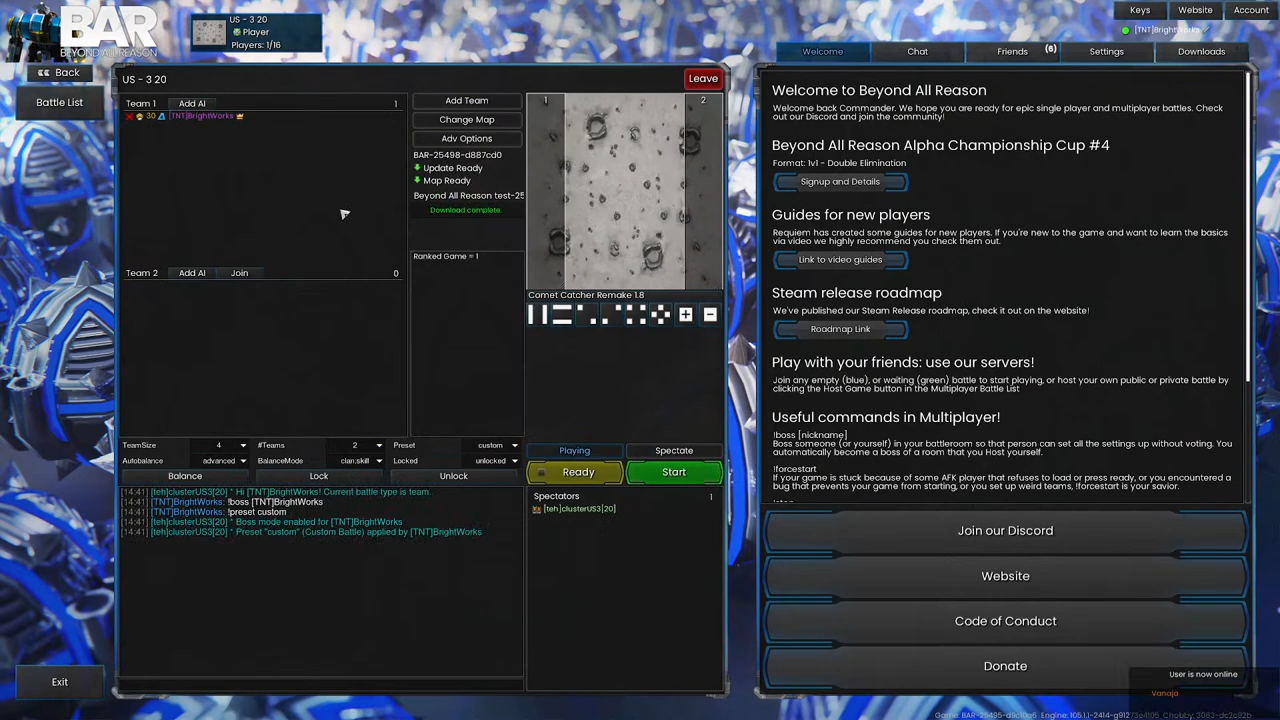 BAR
BEYOND ALL REASON
US - 3 20
Player
Players: 1/16
Keys
Website
Account
[TNT]BrightWorks
Back
Battle List
Exit
US - 3 20
Leave
Team 1
Add AI
1
30
[TNT]BrightWorks
Team 2
Add AI
Join
0
Add Team
Change Map
Adv Options
BAR-25498-d887cd0
Update Ready
Map Ready
Beyond All Reason test-25
Download complete.
Ranked Game = 1
1
2
Comet Catcher Remake 1.8
TeamSize
4
#Teams
2
Preset
custom
Autobalance
advanced
BalanceMode
clan;skill
Locked
unlocked
Balance
Lock
Unlock
Playing
Spectate
Ready
Start
[14:41] [teh]clusterUS3[20] * Hi [TNT]BrightWorks! Current battle type is team.
[14:41] [TNT]BrightWorks: !boss [TNT]BrightWorks
[14:41] [TNT]BrightWorks: !preset custom
[14:41] [teh]clusterUS3[20] * Boss mode enabled for [TNT]BrightWorks
[14:41] [teh]clusterUS3[20] * Preset "custom" (Custom Battle) applied by [TNT]BrightWorks
Spectators
1
[teh]clusterUS3[20]
Welcome
Chat
Friends
(6)
Settings
Downloads
Welcome to Beyond All Reason
Welcome back Commander. We hope you are ready for epic single player and multiplayer battles. Check
out our Discord and join the community!
Beyond All Reason Alpha Championship Cup #4
Format: 1v1 - Double Elimination
Signup and Details
Guides for new players
Requiem has created some guides for new players. If you're new to the game and want to learn the basics
via video we highly recommend you check them out.
Link to video guides
Steam release roadmap
We've published our Steam Release roadmap, check it out on the website!
Roadmap Link
Play with your friends: use our servers!
Join any empty (blue), or waiting (green) battle to start playing, or host your own public or private battle by
clicking the Host Game button in the Multiplayer Battle List
Useful commands in Multiplayer!
!boss [nickname]
Boss someone (or yourself) in your battleroom so that person can set all the settings up without voting. You
automatically become a boss of a room that you Host yourself.
!forcestart
If your game is stuck because of some AFK player that refuses to load or press ready, or you encountered a
bug that prevents your game from starting, or you set up weird teams, !forcestart is your savior.
Join our Discord
Website
Code of Conduct
Donate
User is now online
Vanaja